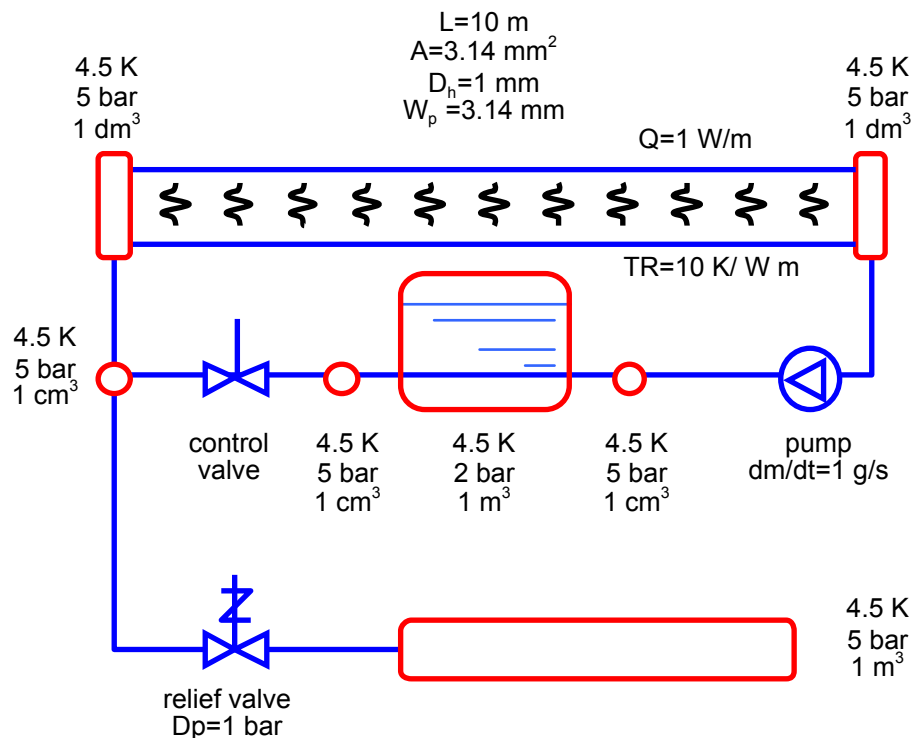 L=10 m
A=3.14 mm²
Dₕ=1 mm
Wₚ =3.14 mm
4.5 K
5 bar
1 dm³
4.5 K
5 bar
1 dm³
Q=1 W/m
TR=10 K/ W m
4.5 K
5 bar
1 cm³
control
valve
4.5 K
5 bar
1 cm³
4.5 K
2 bar
1 m³
4.5 K
5 bar
1 cm³
pump
dm/dt=1 g/s
relief valve
Dp=1 bar
4.5 K
5 bar
1 m³